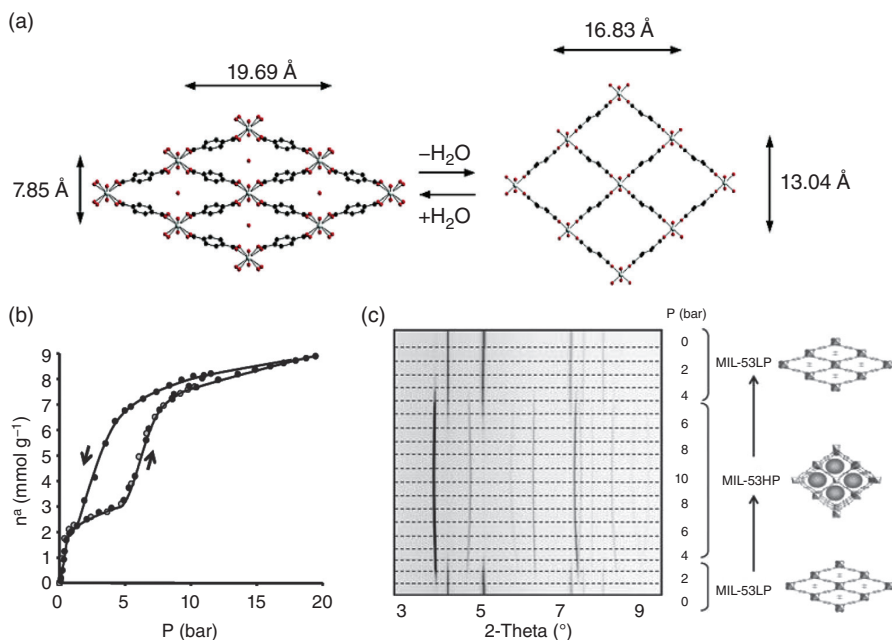 (a)
19.69 Å
16.83 Å
7.85 Å
–H2O
+H2O
13.04 Å
(b)
nª (mmol g⁻¹)
9
8
7
6
5
4
3
2
1
0
0
5
10
15
20
P (bar)
(c)
3
5
7
9
2-Theta (°)
P (bar)
0
2
4
6
8
10
8
6
4
2
0
MIL-53LP
MIL-53HP
MIL-53LP